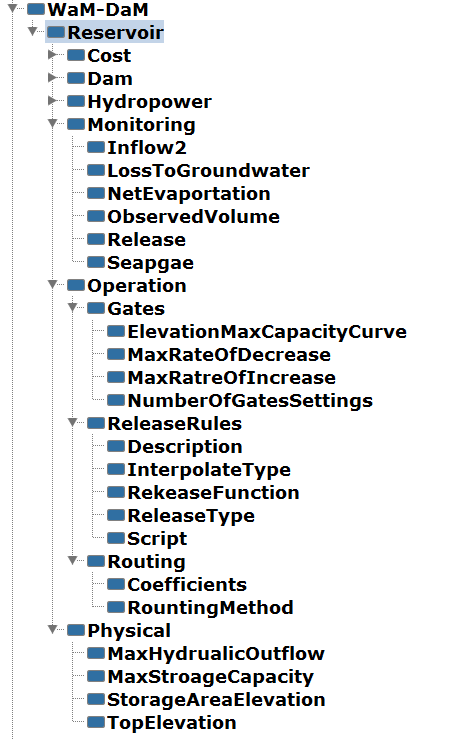 WaM-DaM
Reservoir
Cost
Dam
Hydropower
Monitoring
Inflow2
LossToGroundwater
NetEvaportation
ObservedVolume
Release
Seapgae
Operation
Gates
ElevationMaxCapacityCurve
MaxRateOfDecrease
MaxRatreOfIncrease
NumberOfGatesSettings
ReleaseRules
Description
InterpolateType
RekeaseFunction
ReleaseType
Script
Routing
Coefficients
RountingMethod
Physical
MaxHydrualicOutflow
MaxStroageCapacity
StorageAreaElevation
TopElevation